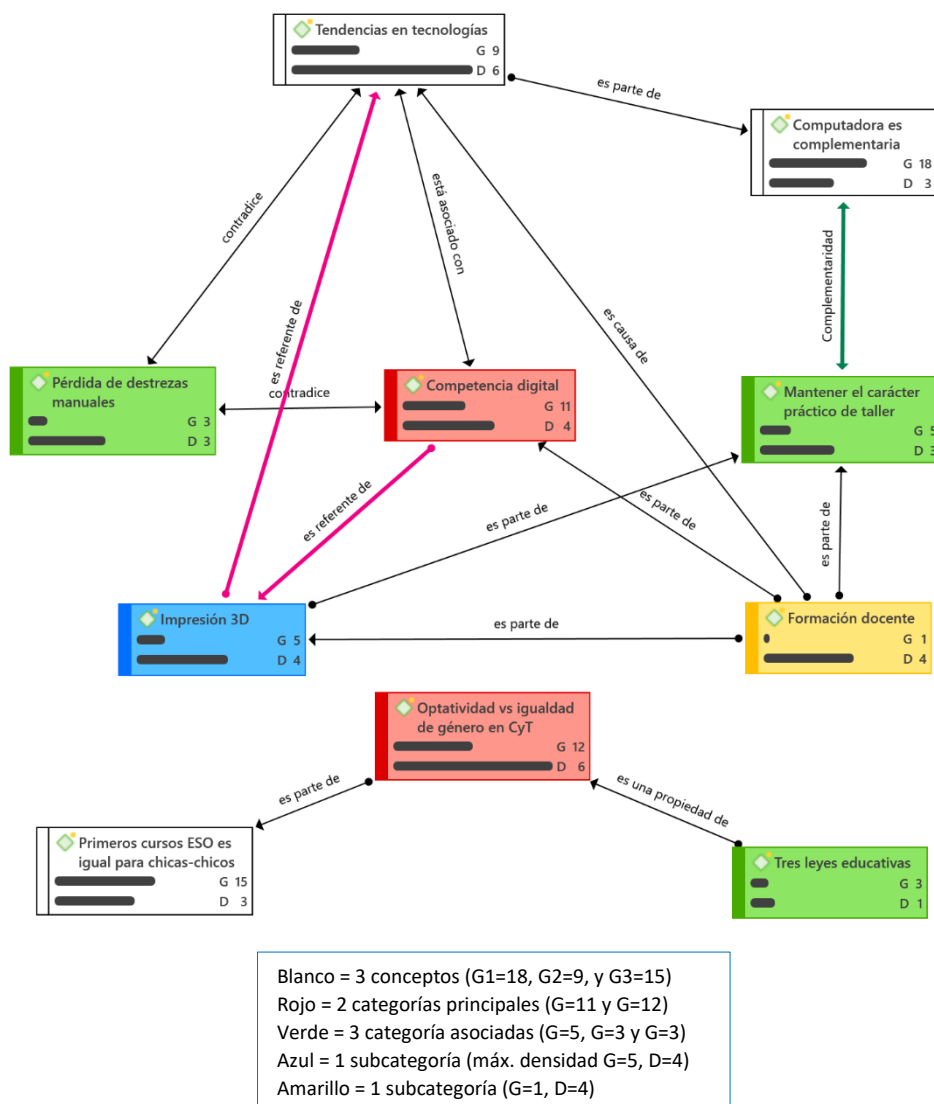 Tendencias en tecnologías
G 9
D 6
es parte de
Computadora es
complementaria
G 18
D 3
contradice
está asociado con
es referente de
es causa de
Complementaridad
Pérdida de destrezas
manuales
G 3
D 3
contradice
Competencia digital
G 11
D 4
Mantener el carácter
práctico de taller
G 5
D 3
es referente de
es parte de
es parte de
es parte de
Impresión 3D
G 5
D 4
es parte de
Formación docente
G 1
D 4
Optatividad vs igualdad
de género en CyT
G 12
D 6
es parte de
es una propiedad de
Primeros cursos ESO es
igual para chicas-chicos
G 15
D 3
Tres leyes educativas
G 3
D 1
Blanco = 3 conceptos (G1=18, G2=9, y G3=15)
Rojo = 2 categorías principales (G=11 y G=12)
Verde = 3 categoría asociadas (G=5, G=3 y G=3)
Azul = 1 subcategoría (máx. densidad G=5, D=4)
Amarillo = 1 subcategoría (G=1, D=4)